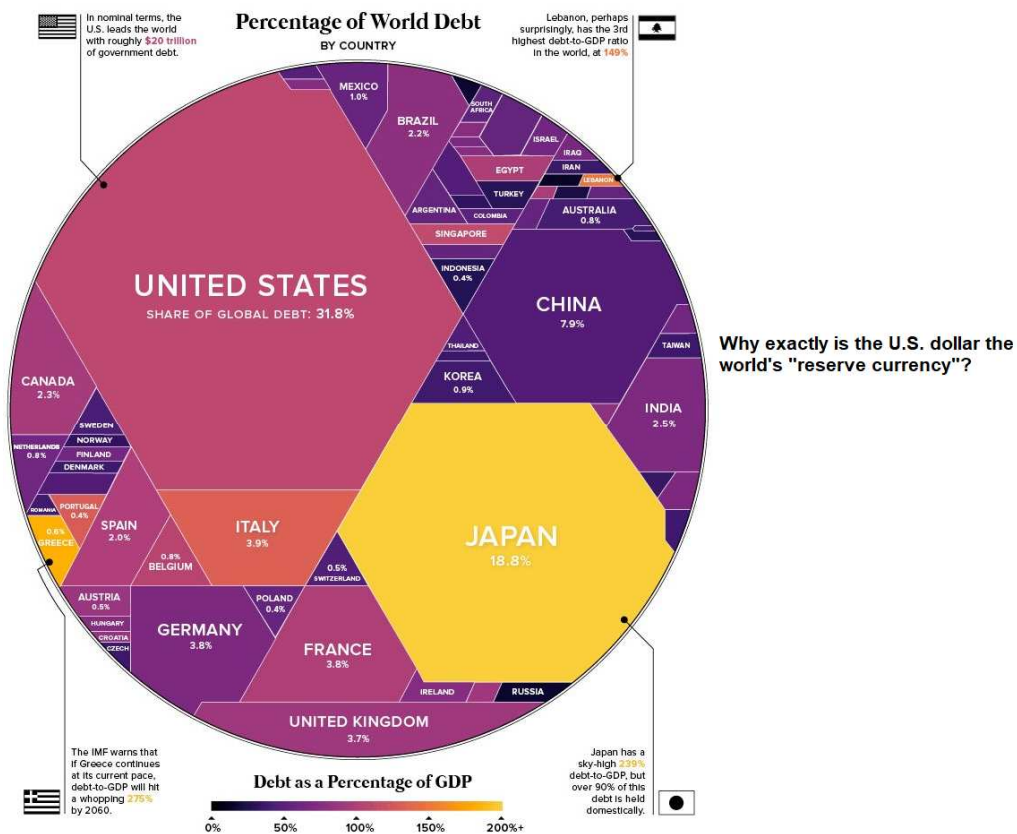 Percentage of World Debt
BY COUNTRY
In nominal terms, the
U.S. leads the world
with roughly $20 trillion
of government debt.
Lebanon, perhaps
surprisingly, has the 3rd
highest debt-to-GDP ratio
in the world, at 149%
MEXICO
1.0%
BRAZIL
2.2%
SOUTH
AFRICA
ISRAEL
IRAQ
IRAN
LEBANON
EGYPT
TURKEY
ARGENTINA
COLOMBIA
AUSTRALIA
0.8%
SINGAPORE
INDONESIA
0.4%
UNITED STATES
SHARE OF GLOBAL DEBT: 31.8%
CHINA
7.9%
THAILAND
KOREA
0.9%
TAIWAN
INDIA
2.5%
Why exactly is the U.S. dollar the
world's "reserve currency"?
CANADA
2.3%
SWEDEN
NORWAY
FINLAND
DENMARK
NETHERLANDS
0.8%
ROMANIA
PORTUGAL
0.4%
0.6%
GREECE
SPAIN
2.0%
0.8%
BELGIUM
ITALY
3.9%
JAPAN
18.8%
0.5%
SWITZERLAND
AUSTRIA
0.5%
HUNGARY
CROATIA
CZECH
GERMANY
3.8%
POLAND
0.4%
FRANCE
3.8%
IRELAND
RUSSIA
UNITED KINGDOM
3.7%
The IMF warns that
if Greece continues
at its current pace,
debt-to-GDP will hit
a whopping 275%
by 2060.
Japan has a
sky-high 239%
debt-to-GDP, but
over 90% of this
debt is held
domestically.
Debt as a Percentage of GDP
0% 50% 100% 150% 200%+